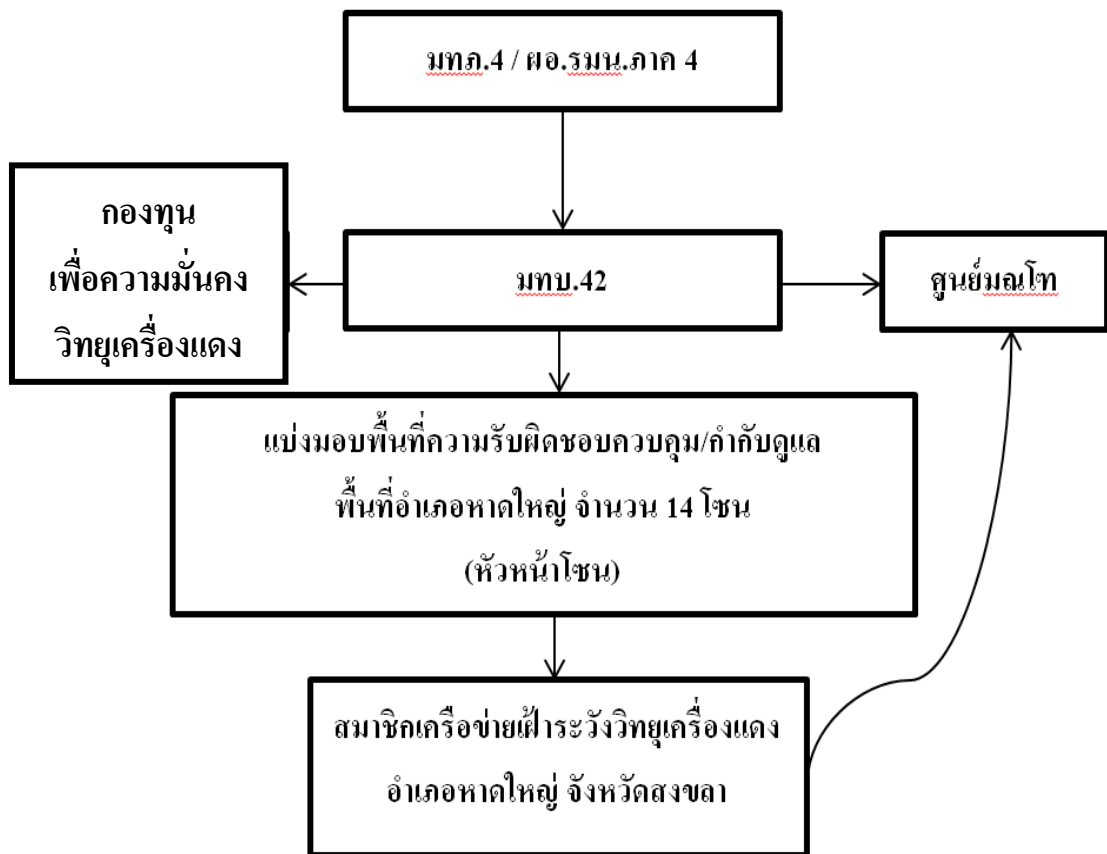 มทภ.4 / ผอ.รมน.ภาค 4
กองทุน
เพื่อความมั่นคง
วิทยุเครื่องแดง
มทบ.42
ศูนย์มณโฑ
แบ่งมอบพื้นที่ความรับผิดชอบควบคุม/กำกับดูแล
พื้นที่อำเภอหาดใหญ่ จำนวน 14 โซน
(หัวหน้าโซน)
สมาชิกเครือข่ายเฝ้าระวังวิทยุเครื่องแดง
อำเภอหาดใหญ่ จังหวัดสงขลา